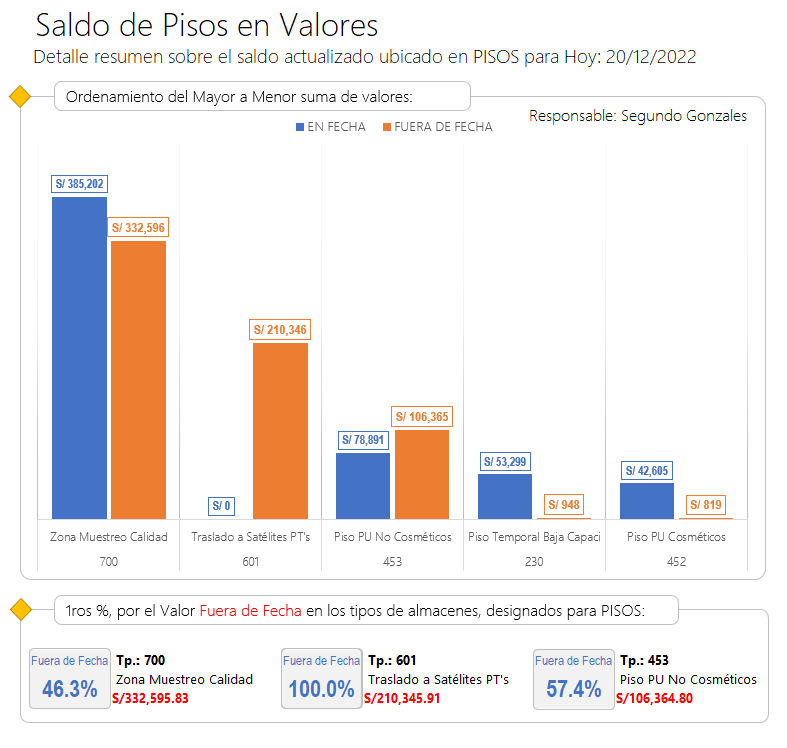 Saldo de Pisos en Valores
Detalle resumen sobre el saldo actualizado ubicado en PISOS para Hoy: 20/12/2022
Ordenamiento del Mayor a Menor suma de valores:
Responsable: Segundo Gonzales
EN FECHA FUERA DE FECHA
S/ 385,202
S/ 332,596
S/ 0
S/ 210,346
S/ 78,891
S/ 106,365
S/ 53,299
S/ 948
S/ 42,605
S/ 819
Zona Muestreo Calidad Traslado a Satélites PT's Piso PU No Cosméticos Piso Temporal Baja Capaci Piso PU Cosméticos
700 601 453 230 452
1ros %, por el Valor Fuera de Fecha en los tipos de almacenes, designados para PISOS:
Fuera de Fecha
46.3%
Tp.: 700
Zona Muestreo Calidad
S/332,595.83
Fuera de Fecha
100.0%
Tp.: 601
Traslado a Satélites PT's
S/210,345.91
Fuera de Fecha
57.4%
Tp.: 453
Piso PU No Cosméticos
S/106,364.80